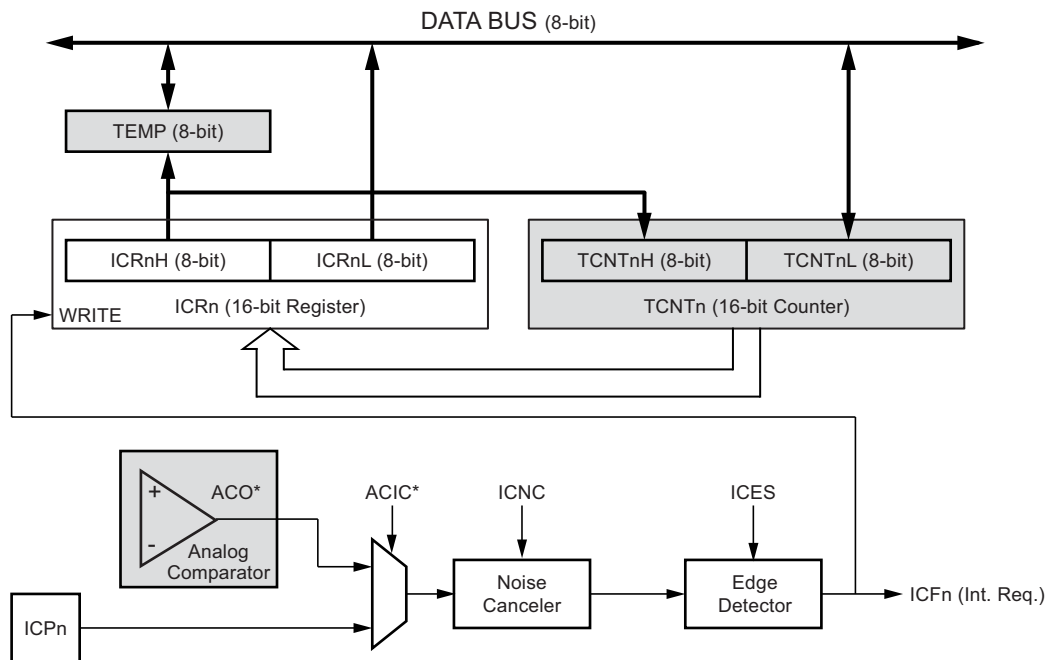 DATA BUS (8-bit)
TEMP (8-bit)
ICRnH (8-bit)
ICRnL (8-bit)
TCNTnH (8-bit)
TCNTnL (8-bit)
WRITE
ICRn (16-bit Register)
TCNTn (16-bit Counter)
+
-
ACO*
Analog
Comparator
ACIC*
ICNC
ICES
Noise
Canceler
Edge
Detector
ICFn (Int. Req.)
ICPn